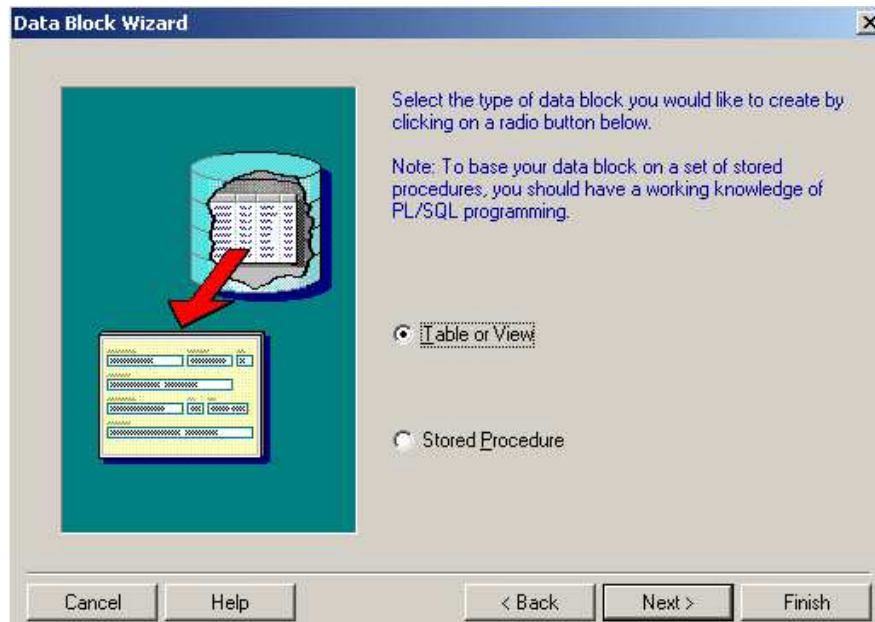 Data Block Wizard
Select the type of data block you would like to create by
clicking on a radio button below.
Note: To base your data block on a set of stored
procedures, you should have a working knowledge of
PL/SQL programming.
Table or View
Stored Procedure
Cancel
Help
< Back
Next >
Finish